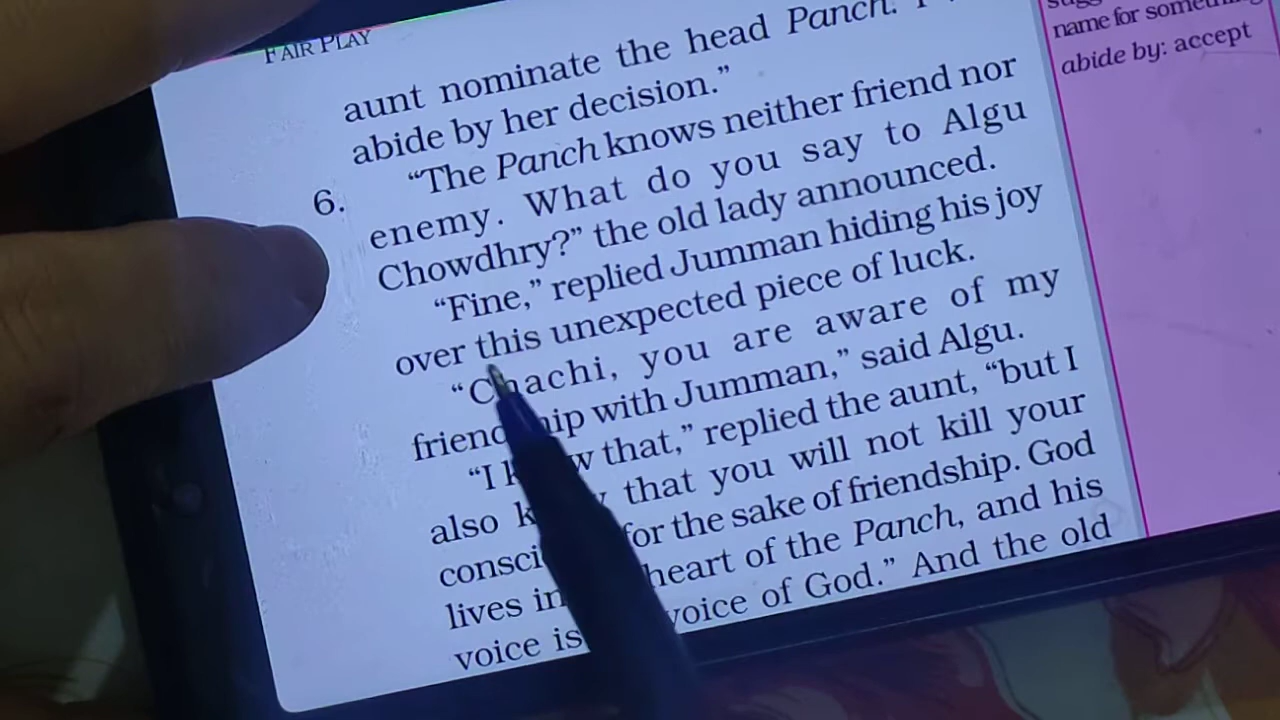 FAIR PLAY
aunt nominate the head Panch.
abide by her decision.”
“The Panch knows neither friend nor
6.
enemy. What do you say to Algu
Chowdhry?” the old lady announced.
“Fine,” replied Jumman hiding his joy
over this unexpected piece of luck.
“Chachi, you are aware of my
friendship with Jumman,” said Algu.
“I know that,” replied the aunt, “but I
also that you will not kill your
for the sake of friendship. God
lives in heart of the Panch, and his
voice is voice of God.” And the old
name for something
abide by: accept